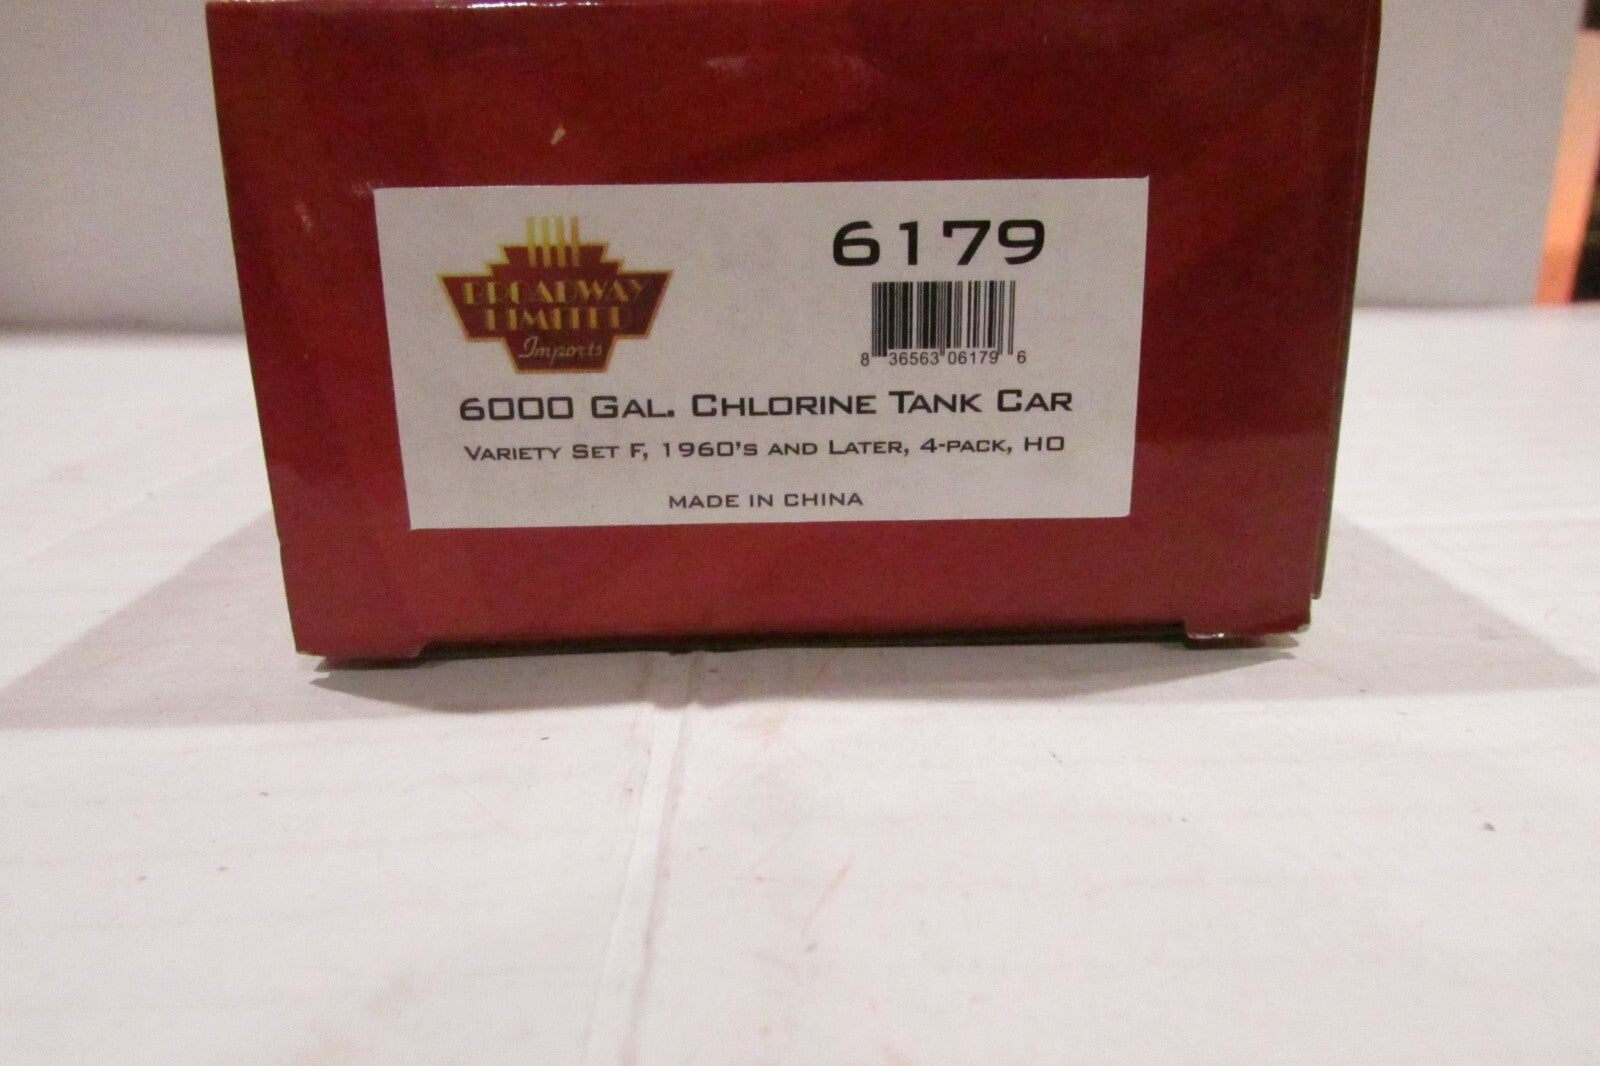 BROADWAY
LIMITED
Imports
6179
8 36563 06179 6
6000 GAL. CHLORINE TANK CAR
VARIETY SET F, 1960'S AND LATER, 4-PACK, HO
MADE IN CHINA